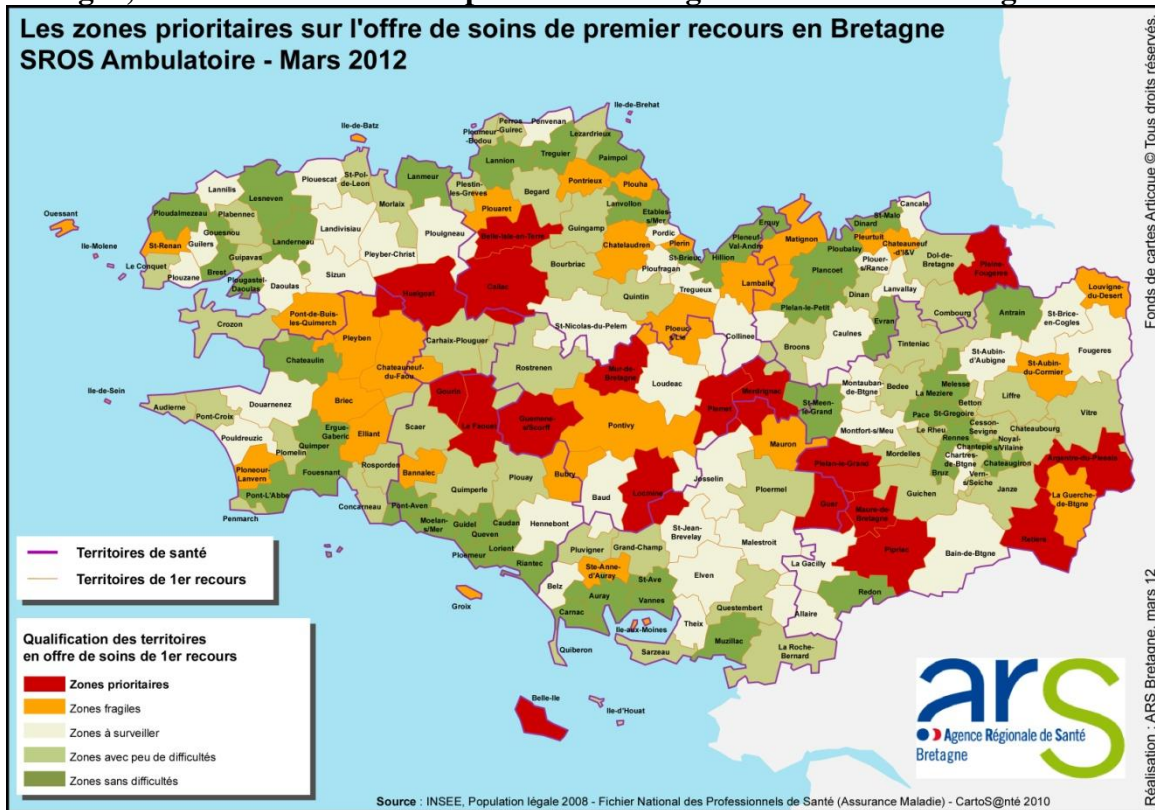 Les zones prioritaires sur l'offre de soins de premier recours en Bretagne
SROS Ambulatoire - Mars 2012
Ile-de-Brehat
Ile-de-Batz
Perros
-Guirec
Penvenan
Ploumeur
-Bodou
Lezardrieux
Lannion
Treguier
Paimpol
Plouescat
St-Pol-
de-Leon
Lanmeur
Plestin-
les-Greves
Begard
Pontrieux
Plouha
Lannilis
Lesneven
Morlaix
Plouaret
Lanvollon
Etables-
s/Mer
Ploudalmezeau
Plabennec
Landivisiau
Plouigneau
Belle-Isle-en-Terre
Guingamp
Chatelaudren
Pordic
Plerin
Ouessant
Ile-Molene
St-Renan
Gouesnou
Guilers
Guipavas
Landerneau
Pleyber-Christ
Bourbriac
St-Brieuc
Ploufragan
Hillion
Pleneuf-
Val-Andre
Erquy
Matignon
Le Conquet
Plouzane
Brest
Plougastel-
Daoulas
Daoulas
Sizun
Huelgoat
Callac
Quintin
Tregueux
Lamballe
Plancoet
Ploubalay
Dinard
St-Malo
Cancale
Pleurtuit
Chateauneuf
-d'I&V
Plouer-
s/Rance
Dol-de-
Bretagne
Pleine-
Fougeres
Louvigne-
du-Desert
Crozon
Pont-de-Buis-
les-Quimerch
Pleyben
Carhaix-Plouguer
St-Nicolas-du-Pelem
Ploeuc
s/Lie
Collinee
Plelan-le-Petit
Dinan
Lanvallay
Evran
Combourg
Antrain
St-Brice-
en-Cogles
Fougeres
Chateaulin
Chateauneuf-
du-Faou
Rostrenen
Mur-de-
Bretagne
Loudeac
Broons
Caulnes
Tinteniac
St-Aubin
d'Aubigne
St-Aubin-
du-Cormier
Ile-de-Sein
Audierne
Pont-Croix
Douarnenez
Briec
Gourin
Le Faouet
Guemene-
s/Scorff
Plemet
Merdrignac
St-Meen-
le-Grand
Montauban-
de-Btgne
Bedee
La Meziere
Melesse
Betton
Liffre
Vitre
Pouldreuzic
Ergue-
Gaberic
Quimper
Plomelin
Elliant
Scaer
Pontivy
Mauron
Montfort-s/Meu
Pace
St-Gregoire
Le Rheu
Rennes
Cesson-
Sevigne
Chateaubourg
Ploneour-
Lanvern
Fouesnant
Rosporden
Bannalec
Plouay
Bubry
Josselin
Plelan-le-Grand
Mordelles
Chantepie
Noyal-
s/Vilaine
Argentre-du-Plessis
Pont-L'Abbe
Concarneau
Quimperle
Baud
Locmine
Ploermel
Bruz
Chartres-
de-Btgne
Vern-
s/Seiche
Chateaugiron
La Guerche-
de-Btgne
Penmarch
Pont-Aven
Moelan-
s/Mer
Guidel
Caudan
Queven
Hennebont
St-Jean-
Brevelay
Malestroit
Guer
Maure-de-
Bretagne
Guichen
Janze
Retiers
Ploemeur
Lorient
Riantec
Pluvigner
Grand-Champ
Pipriac
Bain-de-Btgne
Groix
Belz
Ste-Anne-
d'Auray
Elven
La Gacilly
Carnac
Auray
St-Ave
Vannes
Redon
Allaire
Ile-aux-Moines
Theix
Questembert
Muzillac
La Roche-
Bernard
Quiberon
Sarzeau
Belle-Ile
Ile-d'Houat
Territoires de santé
Territoires de 1er recours
Qualification des territoires
en offre de soins de 1er recours
Zones prioritaires
Zones fragiles
Zones à surveiller
Zones avec peu de difficultés
Zones sans difficultés
ars
Agence Régionale de Santé
Bretagne
Source : INSEE, Population légale 2008 - Fichier National des Professionnels de Santé (Assurance Maladie) - CartoS@nté 2010
Fonds de cartes Articque © Tous droits réservés.
Réalisation : ARS Bretagne, mars 12